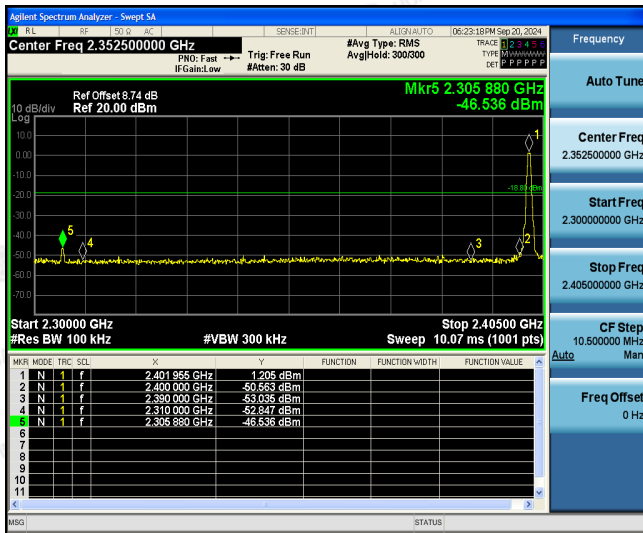 Agilent Spectrum Analyzer - Swept SA
RL RF 50 Ω AC SENSE:INT ALIGNAUTO 06:23:18PM Sep 20, 2024
Center Freq 2.352500000 GHz
PNO: Fast
IFGain:Low
Trig: Free Run
#Atten: 30 dB
#Avg Type: RMS
Avg|Hold: 300/300
TRACE 1 2 3 4 5 6
TYPE M
DET P P P P P P
Frequency
Mkr5 2.305 880 GHz
-46.536 dBm
Ref Offset 8.74 dB
10 dB/div Ref 20.00 dBm
Log
10.0
0.00
-10.0
-20.0
-30.0
-40.0
-50.0
-60.0
-70.0
1
2
3
4
5
Start 2.30000 GHz
Stop 2.40500 GHz
#Res BW 100 kHz
#VBW 300 kHz
Sweep 10.07 ms (1001 pts)
MKR MODE TRC SCL X Y FUNCTION FUNCTION WIDTH FUNCTION VALUE
1 N 1 f 2.401 955 GHz 1.205 dBm
2 N 1 f 2.400 000 GHz -50.563 dBm
3 N 1 f 2.390 000 GHz -53.035 dBm
4 N 1 f 2.310 000 GHz -52.847 dBm
5 N 1 f 2.305 880 GHz -46.536 dBm
6
7
8
9
10
11
MSG
STATUS
Auto Tune
Center Freq
2.352500000 GHz
Start Freq
2.300000000 GHz
Stop Freq
2.405000000 GHz
CF Step
10.500000 MHz
Auto Man
Freq Offset
0 Hz